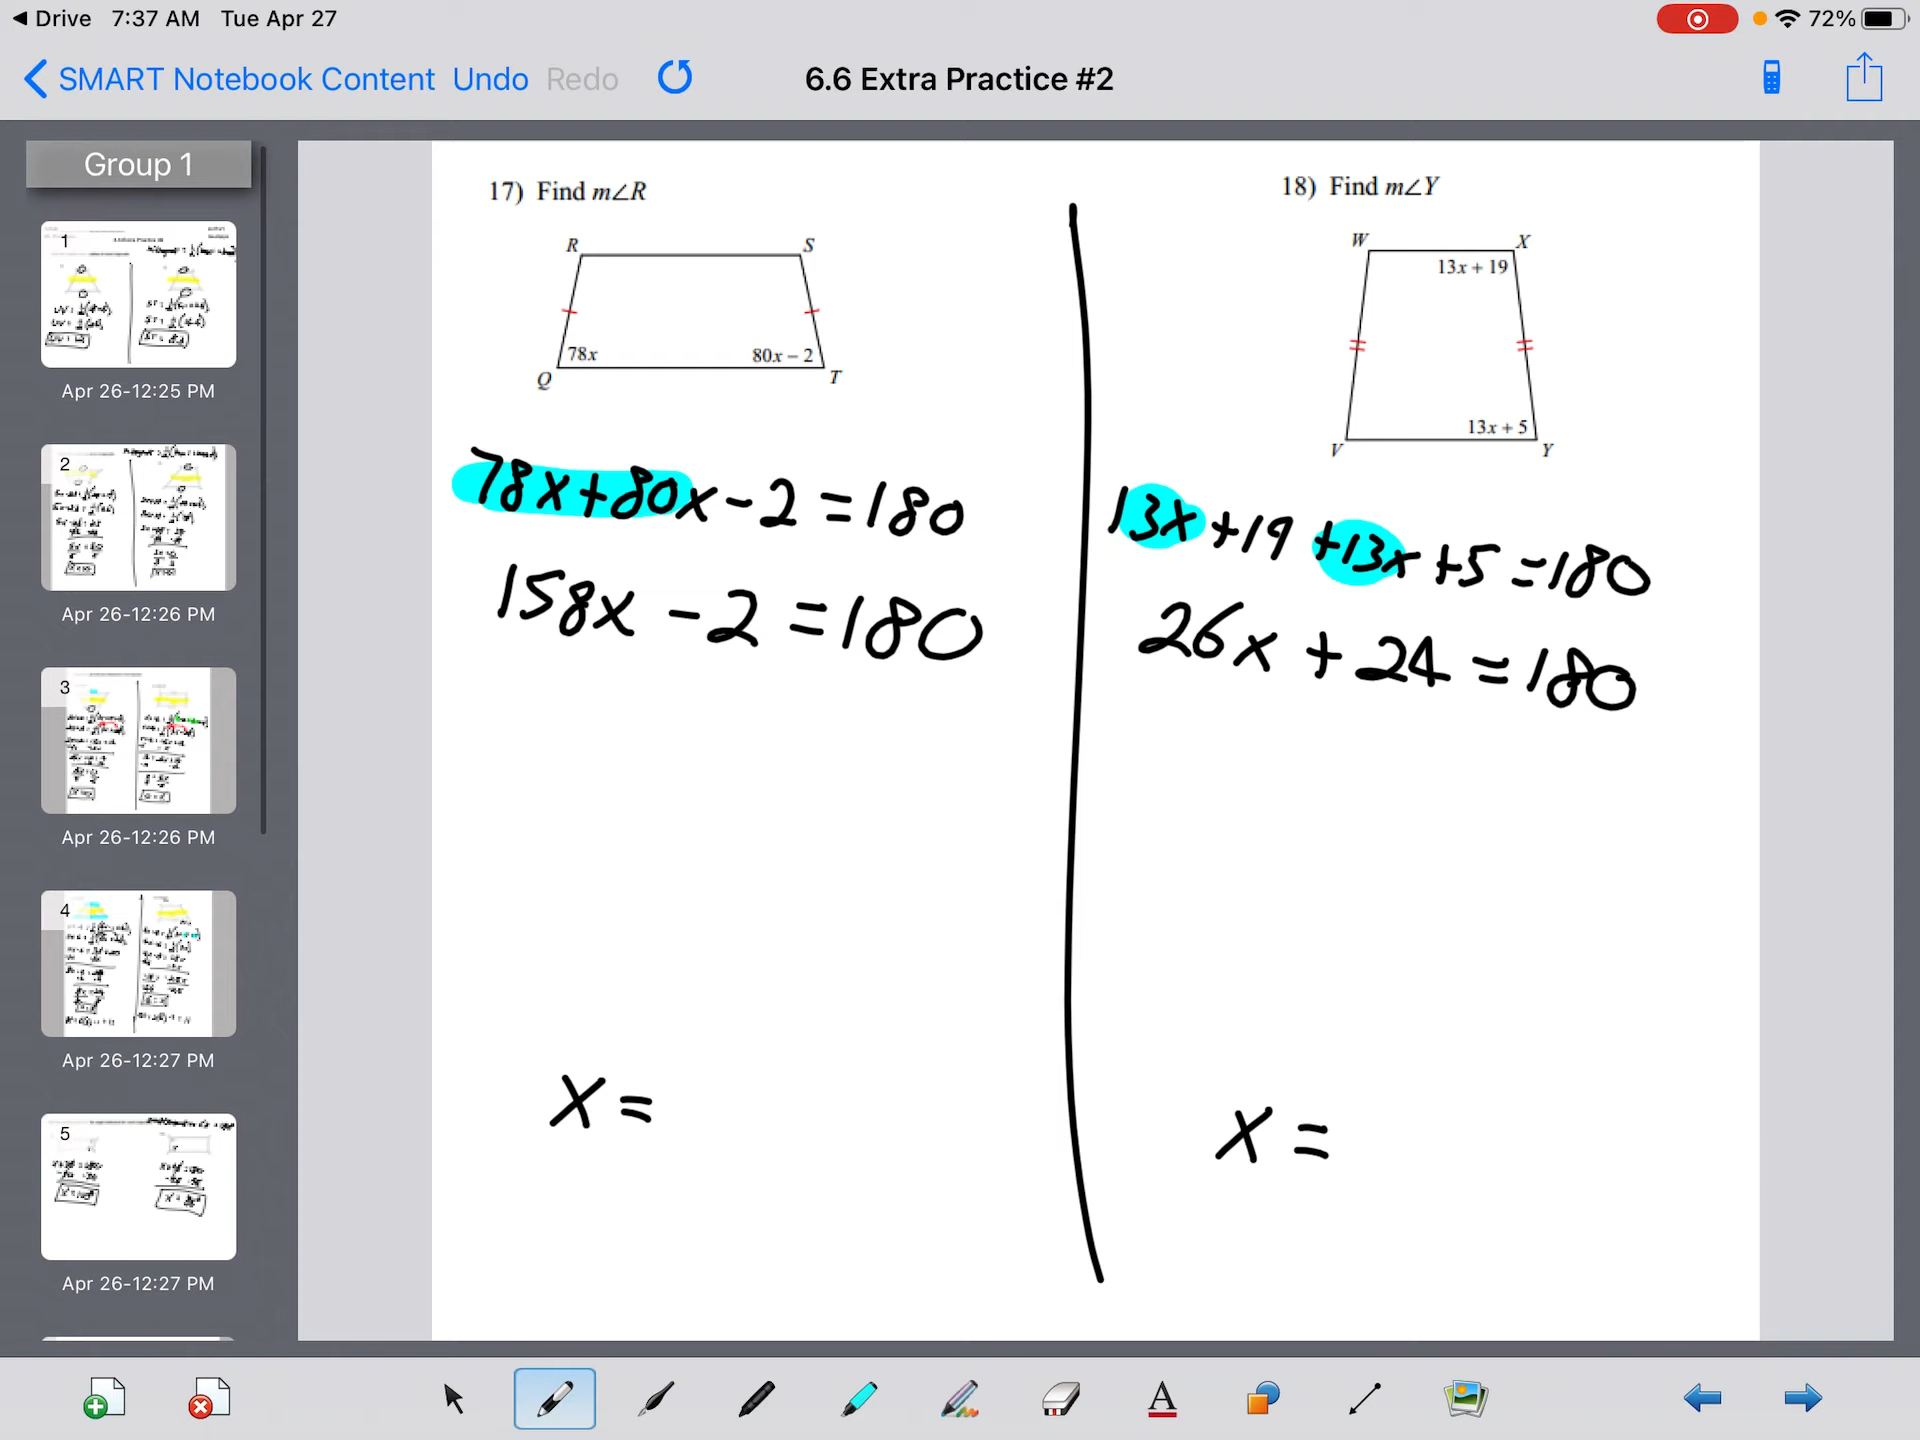 Drive 7:37 AM Tue Apr 27 72%
SMART Notebook Content Undo Redo 6.6 Extra Practice #2
Group 1
1
Apr 26-12:25 PM
2
Apr 26-12:26 PM
3
Apr 26-12:26 PM
4
Apr 26-12:27 PM
5
Apr 26-12:27 PM
17) Find m∠R
R S
78x 80x – 2
Q T
78x+80x-2=180
158x -2=180
x=
18) Find m∠Y
W X
13x + 19
13x + 5
V Y
13x+19+13x+5=180
26x+24=180
x=
A